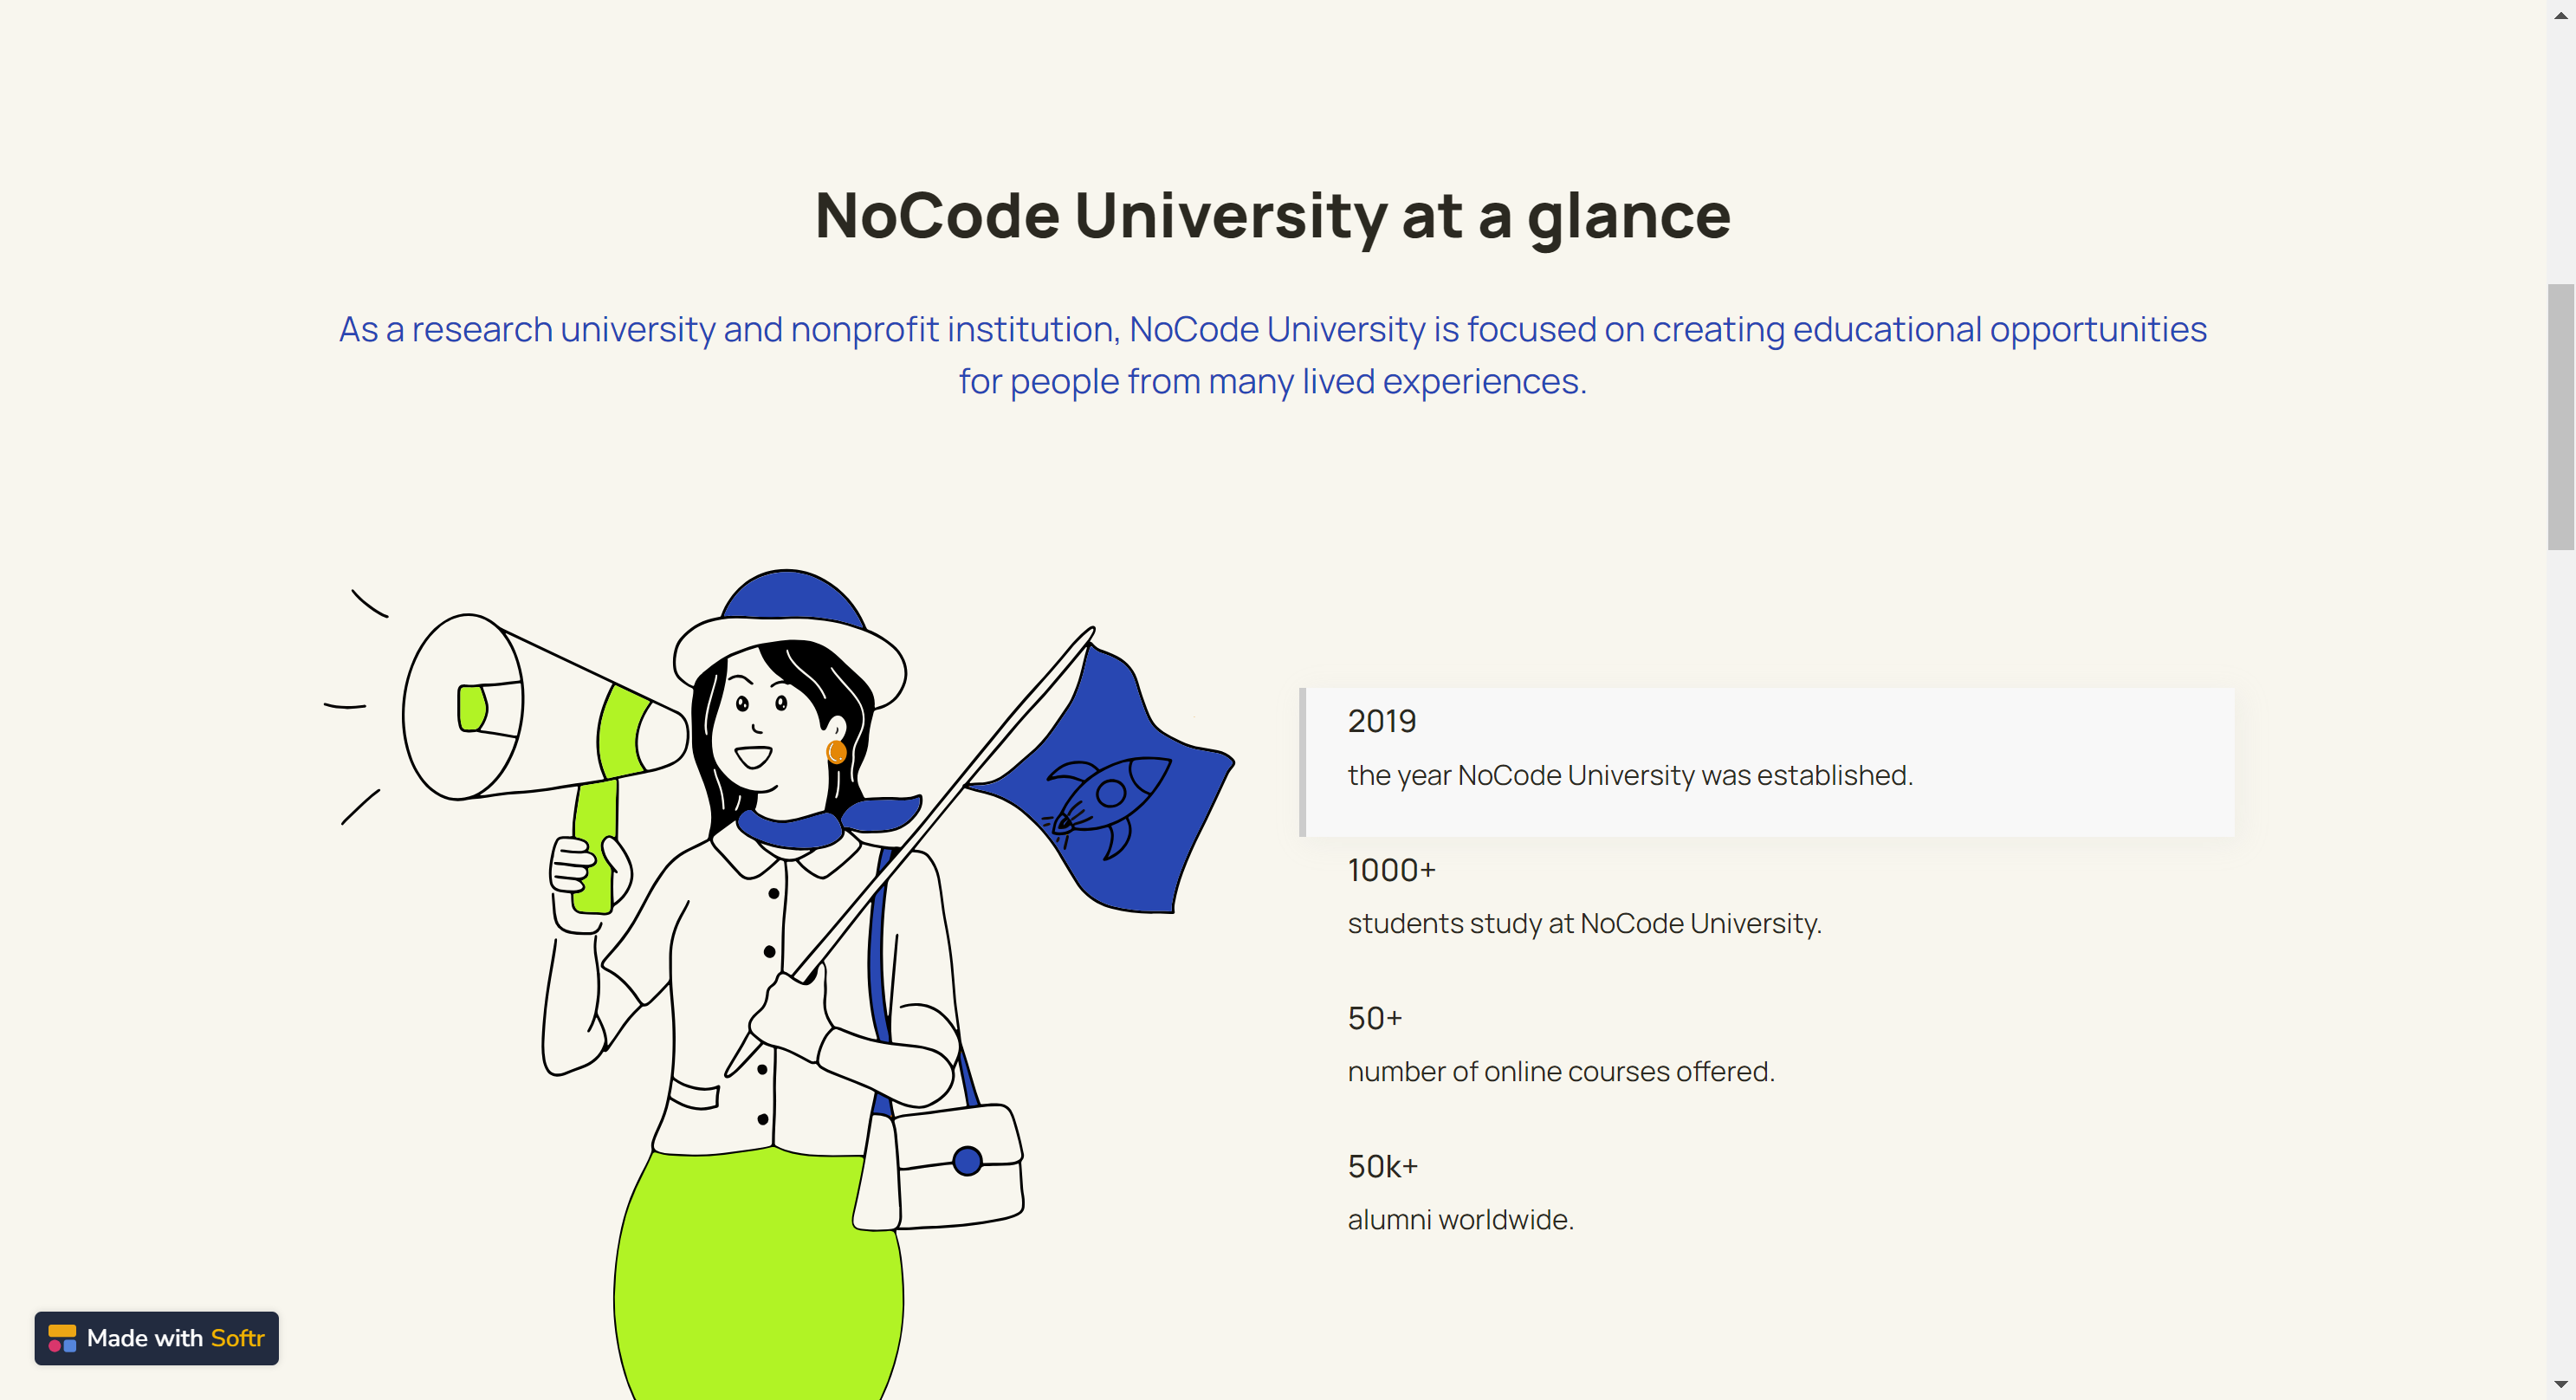 NoCode University at a glance
As a research university and nonprofit institution, NoCode University is focused on creating educational opportunities
for people from many lived experiences.
2019
the year NoCode University was established.
1000+
students study at NoCode University.
50+
number of online courses offered.
50k+
alumni worldwide.
Made with Softr